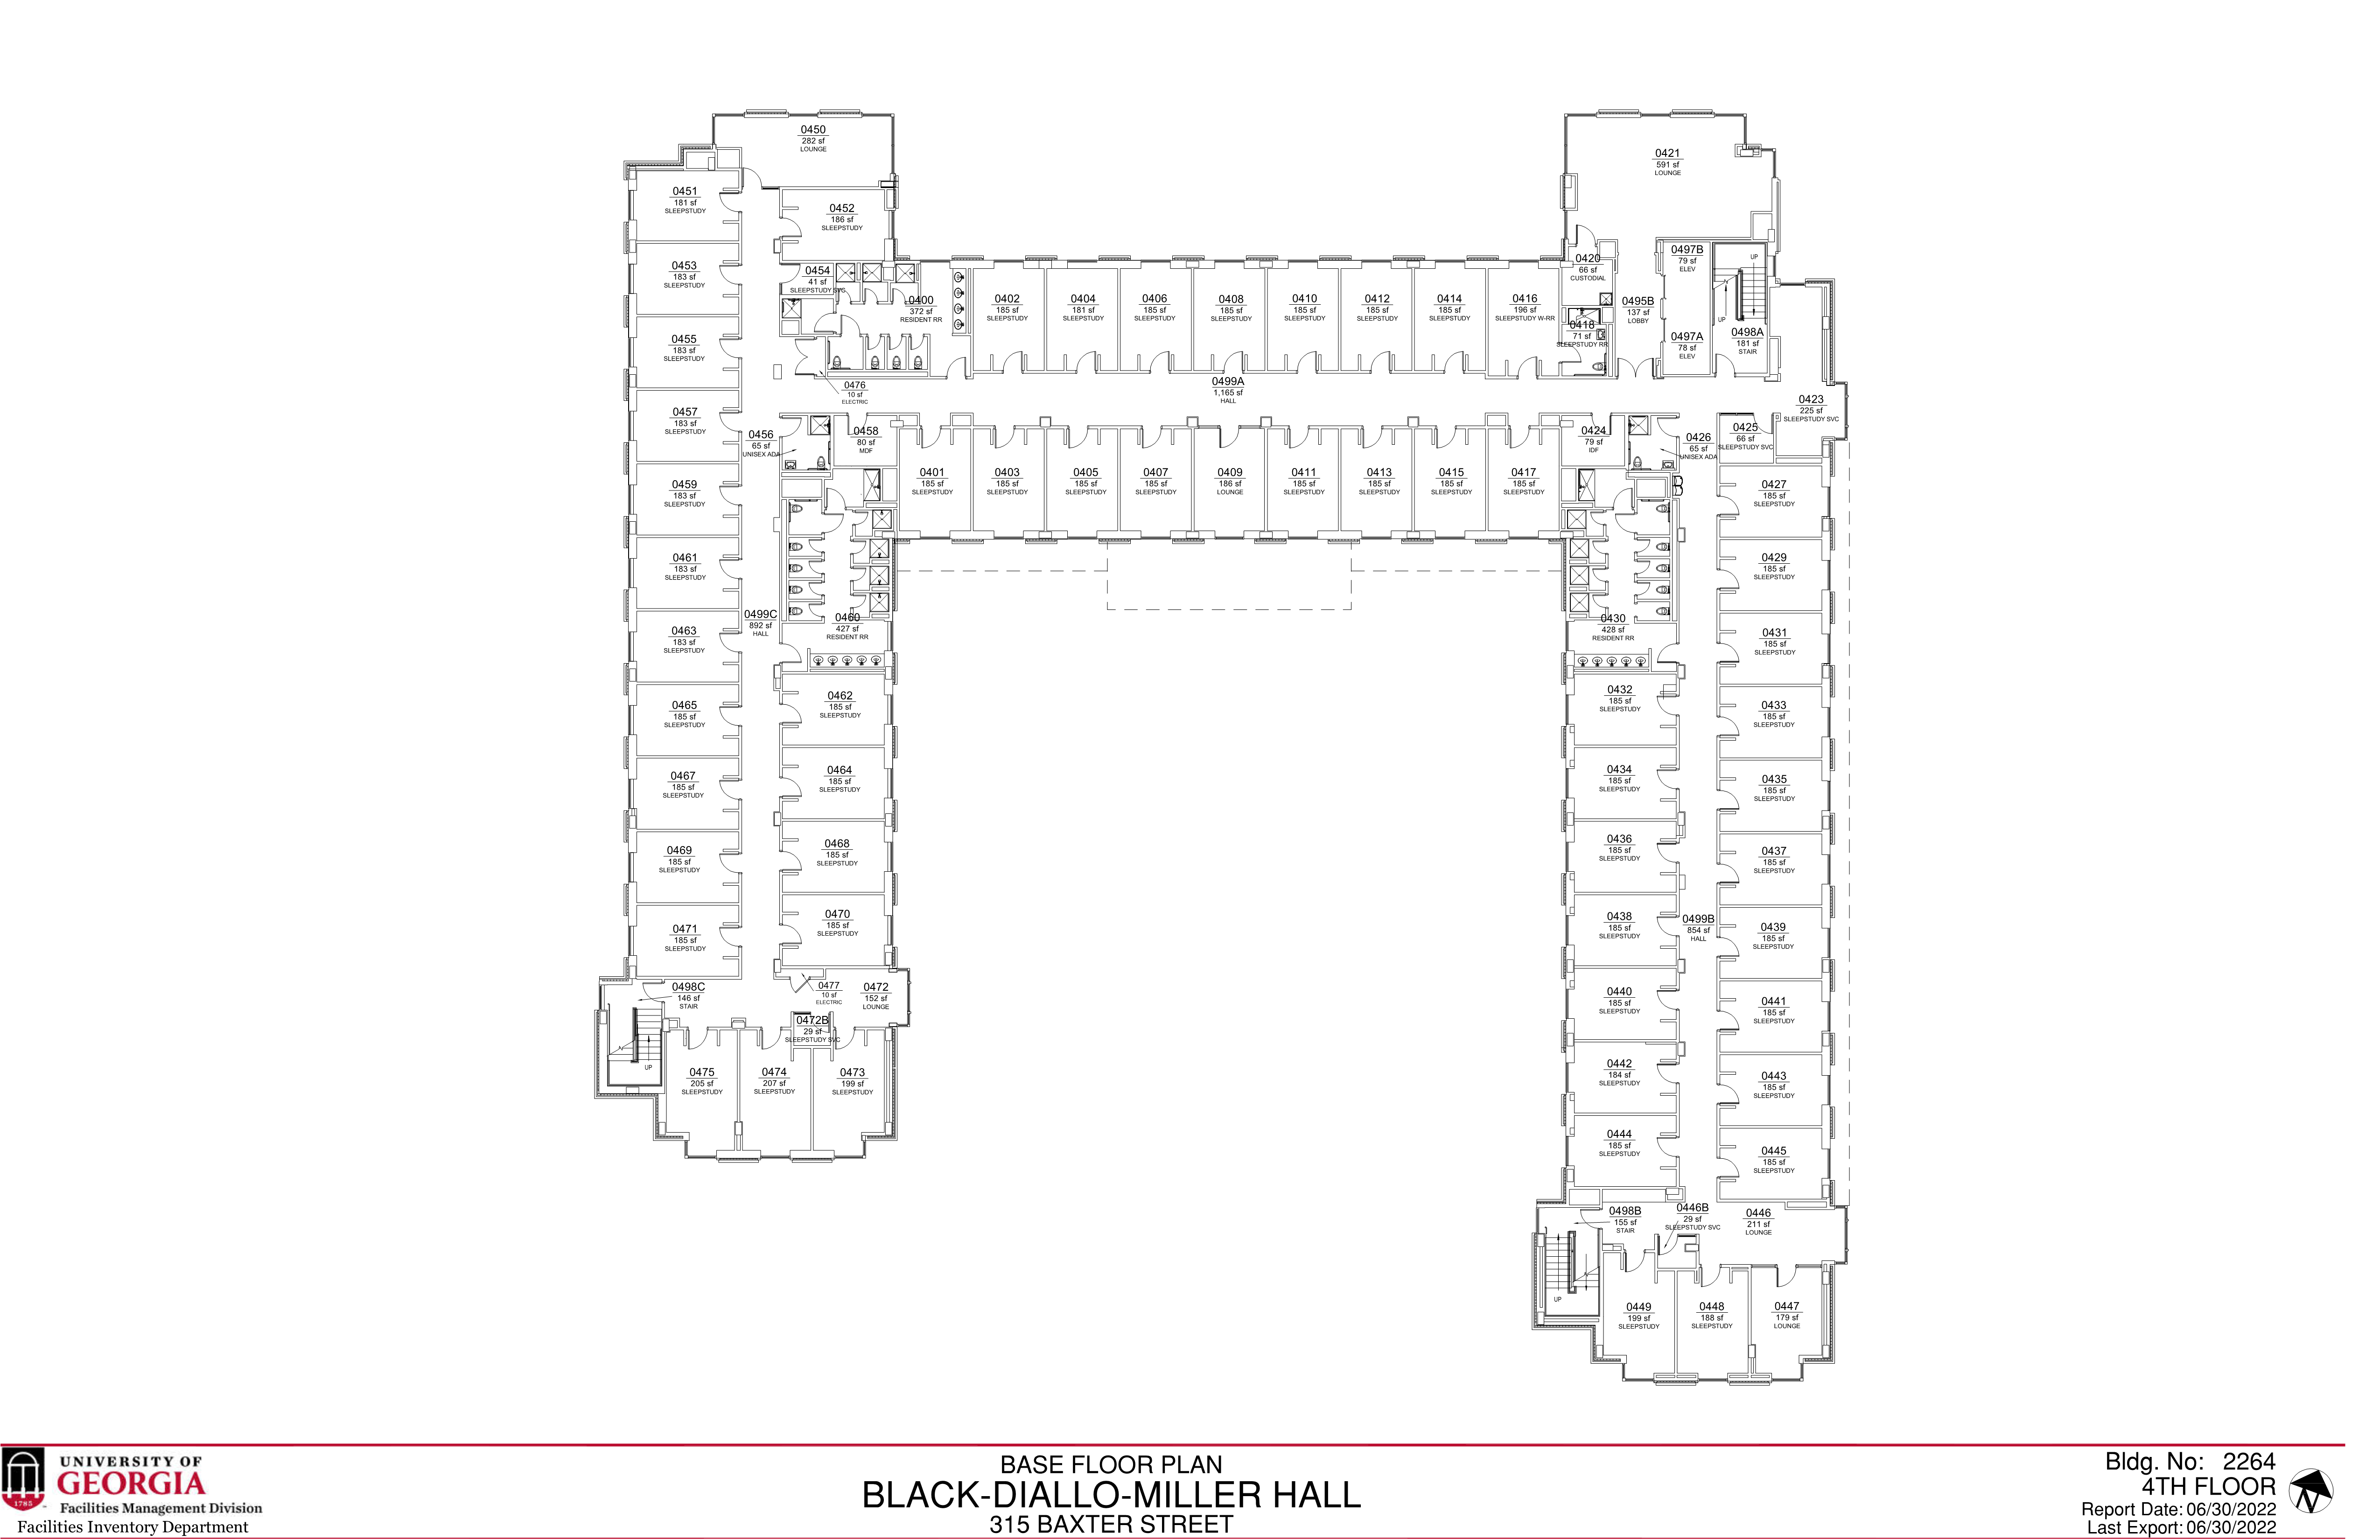 0450
282 sf
LOUNGE
0421
591 sf
LOUNGE
0451
181 sf
SLEEPSTUDY
0452
186 sf
SLEEPSTUDY
0453
183 sf
SLEEPSTUDY
0454
41 sf
SLEEPSTUDY SVC
0400
372 sf
RESIDENT RR
0402
185 sf
SLEEPSTUDY
0404
181 sf
SLEEPSTUDY
0406
185 sf
SLEEPSTUDY
0408
185 sf
SLEEPSTUDY
0410
185 sf
SLEEPSTUDY
0412
185 sf
SLEEPSTUDY
0414
185 sf
SLEEPSTUDY
0416
196 sf
SLEEPSTUDY W-RR
0420
66 sf
CUSTODIAL
0418
71 sf
SLEEPSTUDY RR
0495B
137 sf
LOBBY
0497B
79 sf
ELEV
0497A
78 sf
ELEV
UP
UP
0498A
181 sf
STAIR
0455
183 sf
SLEEPSTUDY
0476
10 sf
ELECTRIC
0499A
1,165 sf
HALL
0423
225 sf
SLEEPSTUDY SVC
0457
183 sf
SLEEPSTUDY
0456
65 sf
UNISEX ADA
0458
80 sf
MDF
0424
79 sf
IDF
0426
65 sf
UNISEX ADA
0425
66 sf
SLEEPSTUDY SVC
0401
185 sf
SLEEPSTUDY
0403
185 sf
SLEEPSTUDY
0405
185 sf
SLEEPSTUDY
0407
185 sf
SLEEPSTUDY
0409
186 sf
LOUNGE
0411
185 sf
SLEEPSTUDY
0413
185 sf
SLEEPSTUDY
0415
185 sf
SLEEPSTUDY
0417
185 sf
SLEEPSTUDY
0459
183 sf
SLEEPSTUDY
0427
185 sf
SLEEPSTUDY
0461
183 sf
SLEEPSTUDY
0429
185 sf
SLEEPSTUDY
0463
183 sf
SLEEPSTUDY
0499C
892 sf
HALL
0460
427 sf
RESIDENT RR
0430
428 sf
RESIDENT RR
0431
185 sf
SLEEPSTUDY
0465
185 sf
SLEEPSTUDY
0462
185 sf
SLEEPSTUDY
0432
185 sf
SLEEPSTUDY
0433
185 sf
SLEEPSTUDY
0467
185 sf
SLEEPSTUDY
0464
185 sf
SLEEPSTUDY
0434
185 sf
SLEEPSTUDY
0435
185 sf
SLEEPSTUDY
0469
185 sf
SLEEPSTUDY
0468
185 sf
SLEEPSTUDY
0436
185 sf
SLEEPSTUDY
0437
185 sf
SLEEPSTUDY
0471
185 sf
SLEEPSTUDY
0470
185 sf
SLEEPSTUDY
0438
185 sf
SLEEPSTUDY
0499B
854 sf
HALL
0439
185 sf
SLEEPSTUDY
0498C
146 sf
STAIR
0477
10 sf
ELECTRIC
0472
152 sf
LOUNGE
0440
185 sf
SLEEPSTUDY
0441
185 sf
SLEEPSTUDY
0472B
29 sf
SLEEPSTUDY SVC
UP
0475
205 sf
SLEEPSTUDY
0474
207 sf
SLEEPSTUDY
0473
199 sf
SLEEPSTUDY
0442
184 sf
SLEEPSTUDY
0443
185 sf
SLEEPSTUDY
0444
185 sf
SLEEPSTUDY
0445
185 sf
SLEEPSTUDY
0498B
155 sf
STAIR
0446B
29 sf
SLEEPSTUDY SVC
0446
211 sf
LOUNGE
UP
0449
199 sf
SLEEPSTUDY
0448
188 sf
SLEEPSTUDY
0447
179 sf
LOUNGE
1785
UNIVERSITY OF
GEORGIA
Facilities Management Division
Facilities Inventory Department
BASE FLOOR PLAN
BLACK-DIALLO-MILLER HALL
315 BAXTER STREET
Bldg. No: 2264
4TH FLOOR
Report Date: 06/30/2022
Last Export: 06/30/2022
N